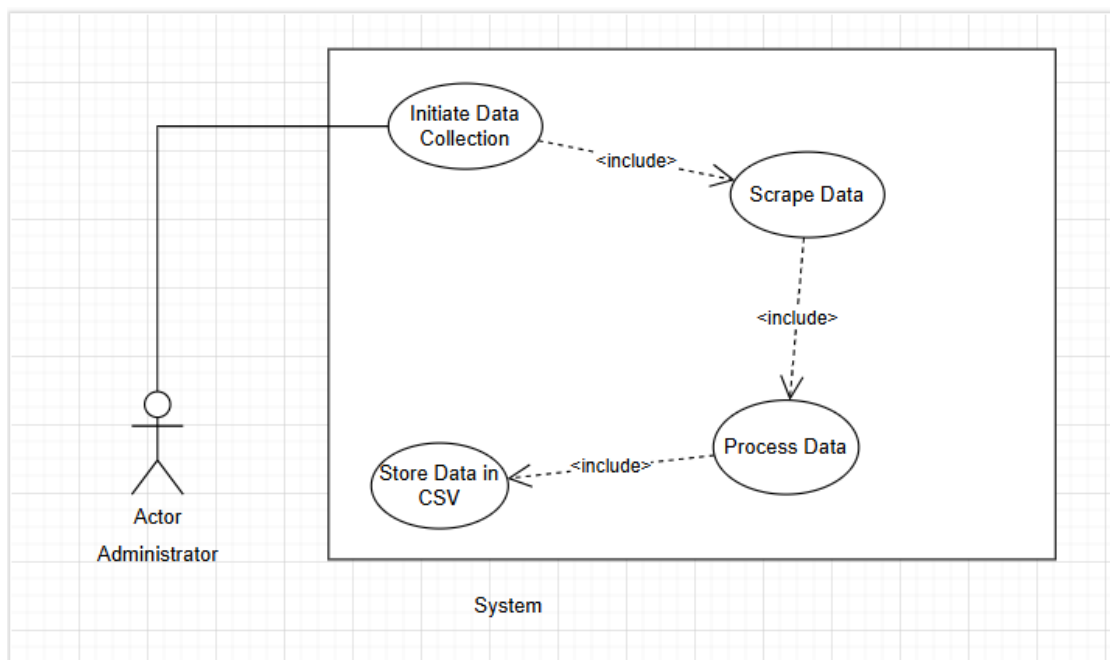 Initiate Data
Collection
<include>
Scrape Data
<include>
Process Data
<include>
Store Data in
CSV
Actor
Administrator
System